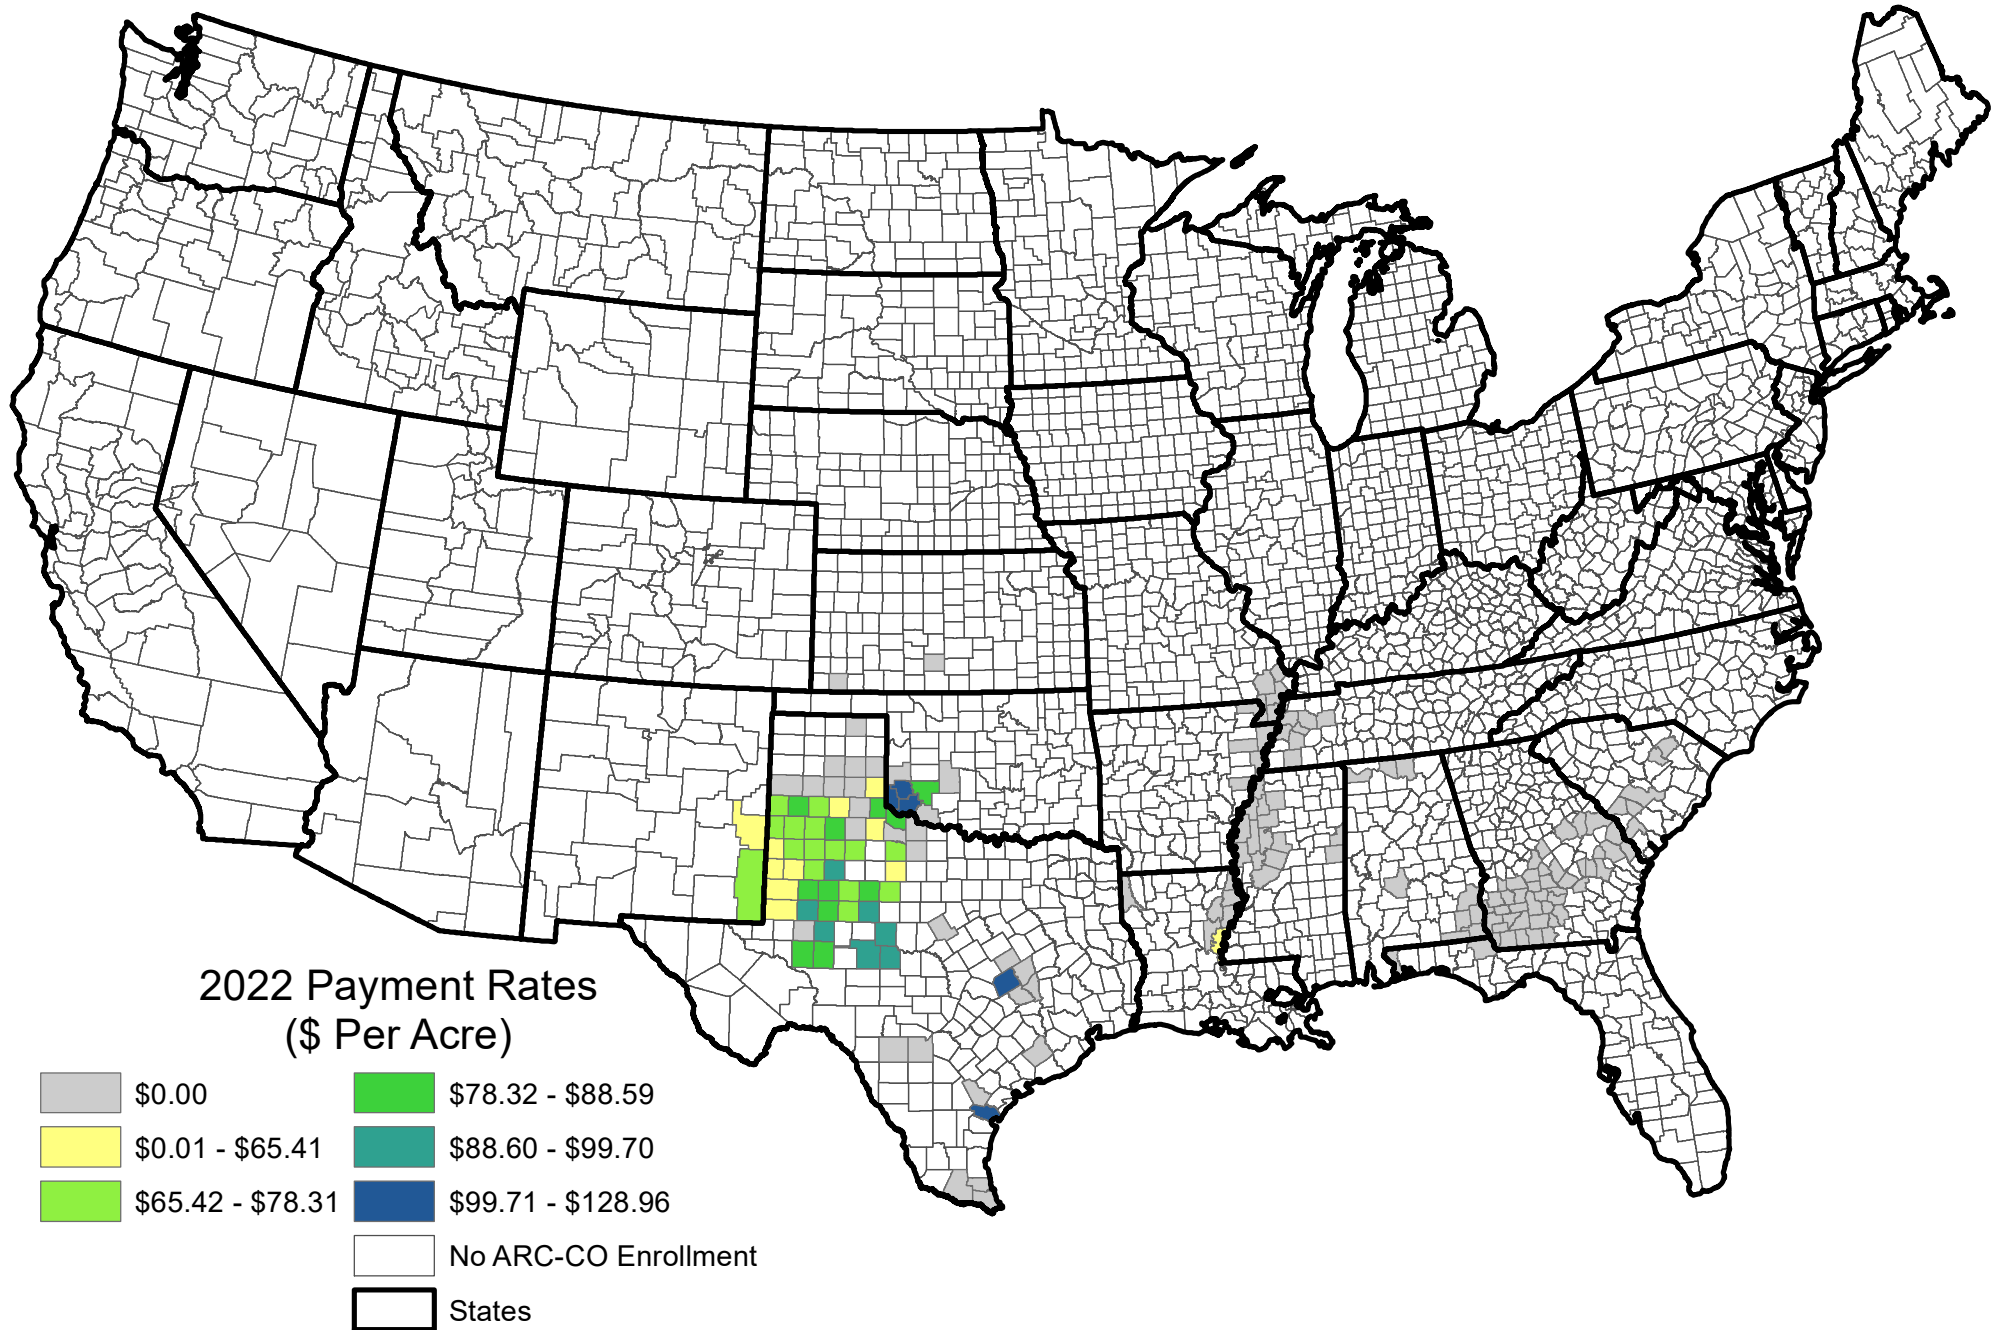 2022 Payment Rates
($ Per Acre)
$0.00
$0.01 - $65.41
$65.42 - $78.31
$78.32 - $88.59
$88.60 - $99.70
$99.71 - $128.96
No ARC-CO Enrollment
States